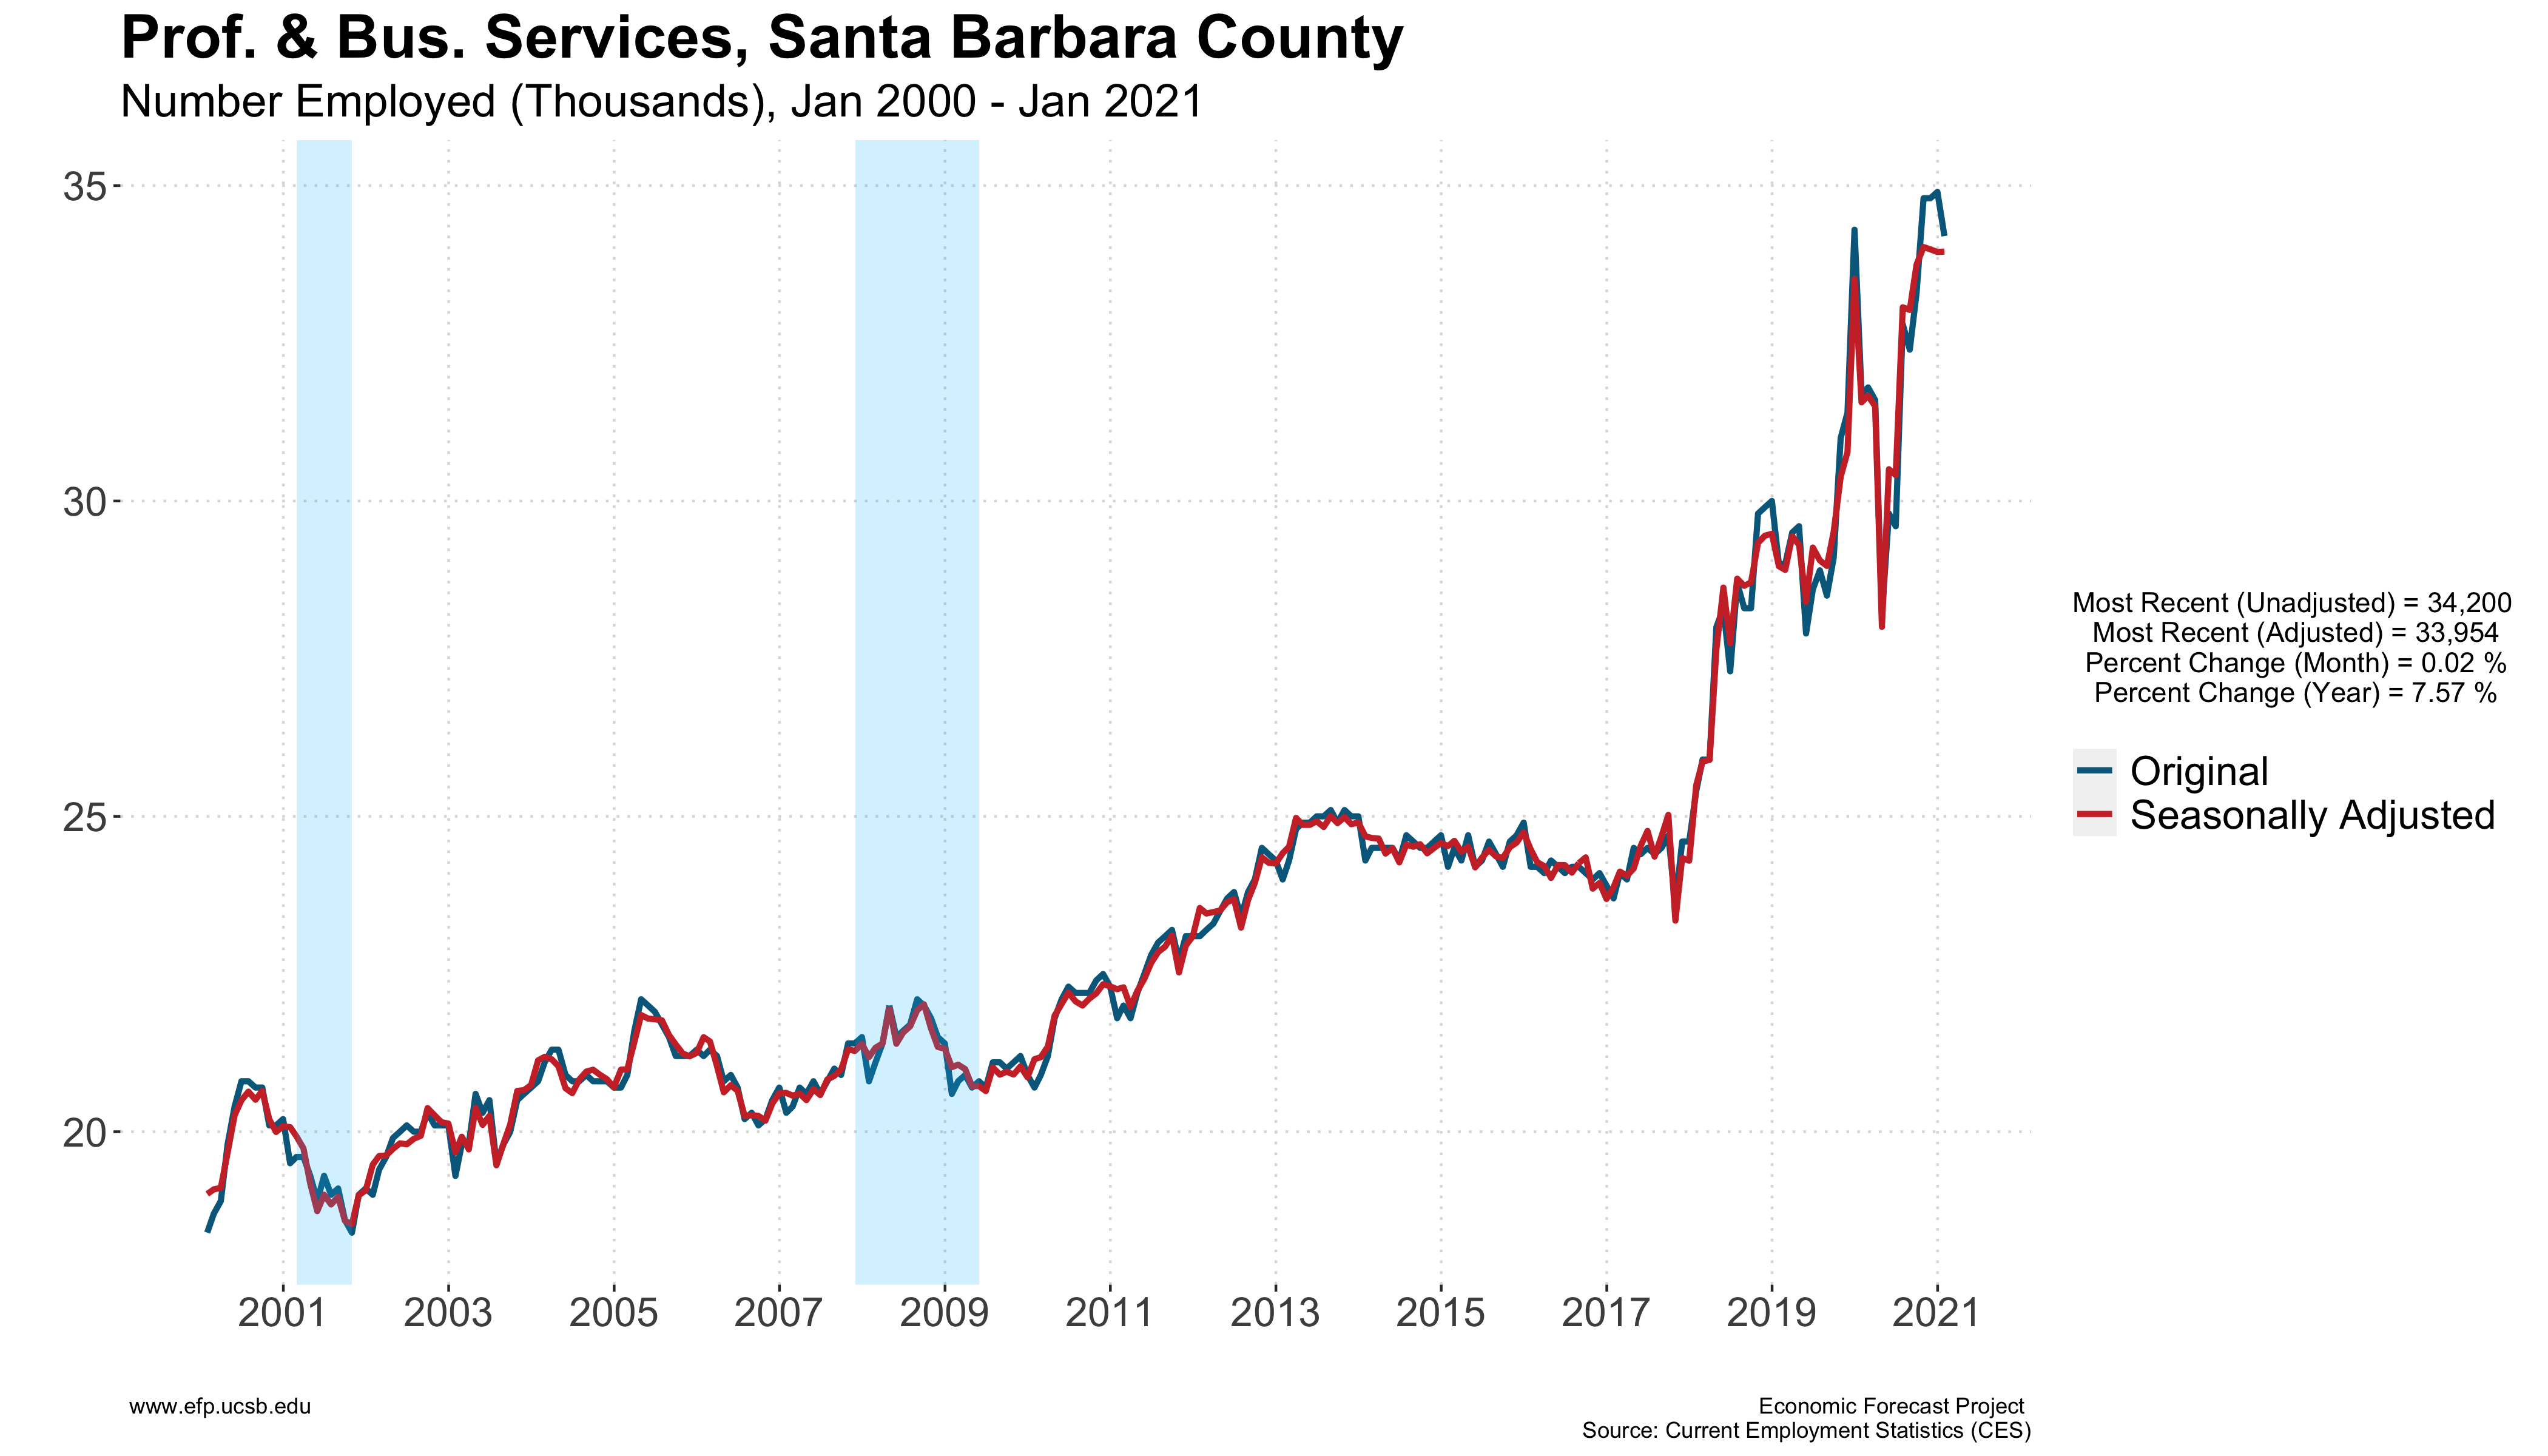 Prof. & Bus. Services, Santa Barbara County
Number Employed (Thousands), Jan 2000 - Jan 2021
35
30
25
20
2001 2003 2005 2007 2009 2011 2013 2015 2017 2019 2021
Most Recent (Unadjusted) = 34,200
Most Recent (Adjusted) = 33,954
Percent Change (Month) = 0.02 %
Percent Change (Year) = 7.57 %
Original
Seasonally Adjusted
www.efp.ucsb.edu
Economic Forecast Project
Source: Current Employment Statistics (CES)